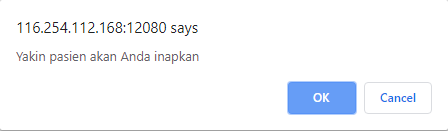 116.254.112.168:12080 says
Yakin pasien akan Anda inapkan
OK
Cancel